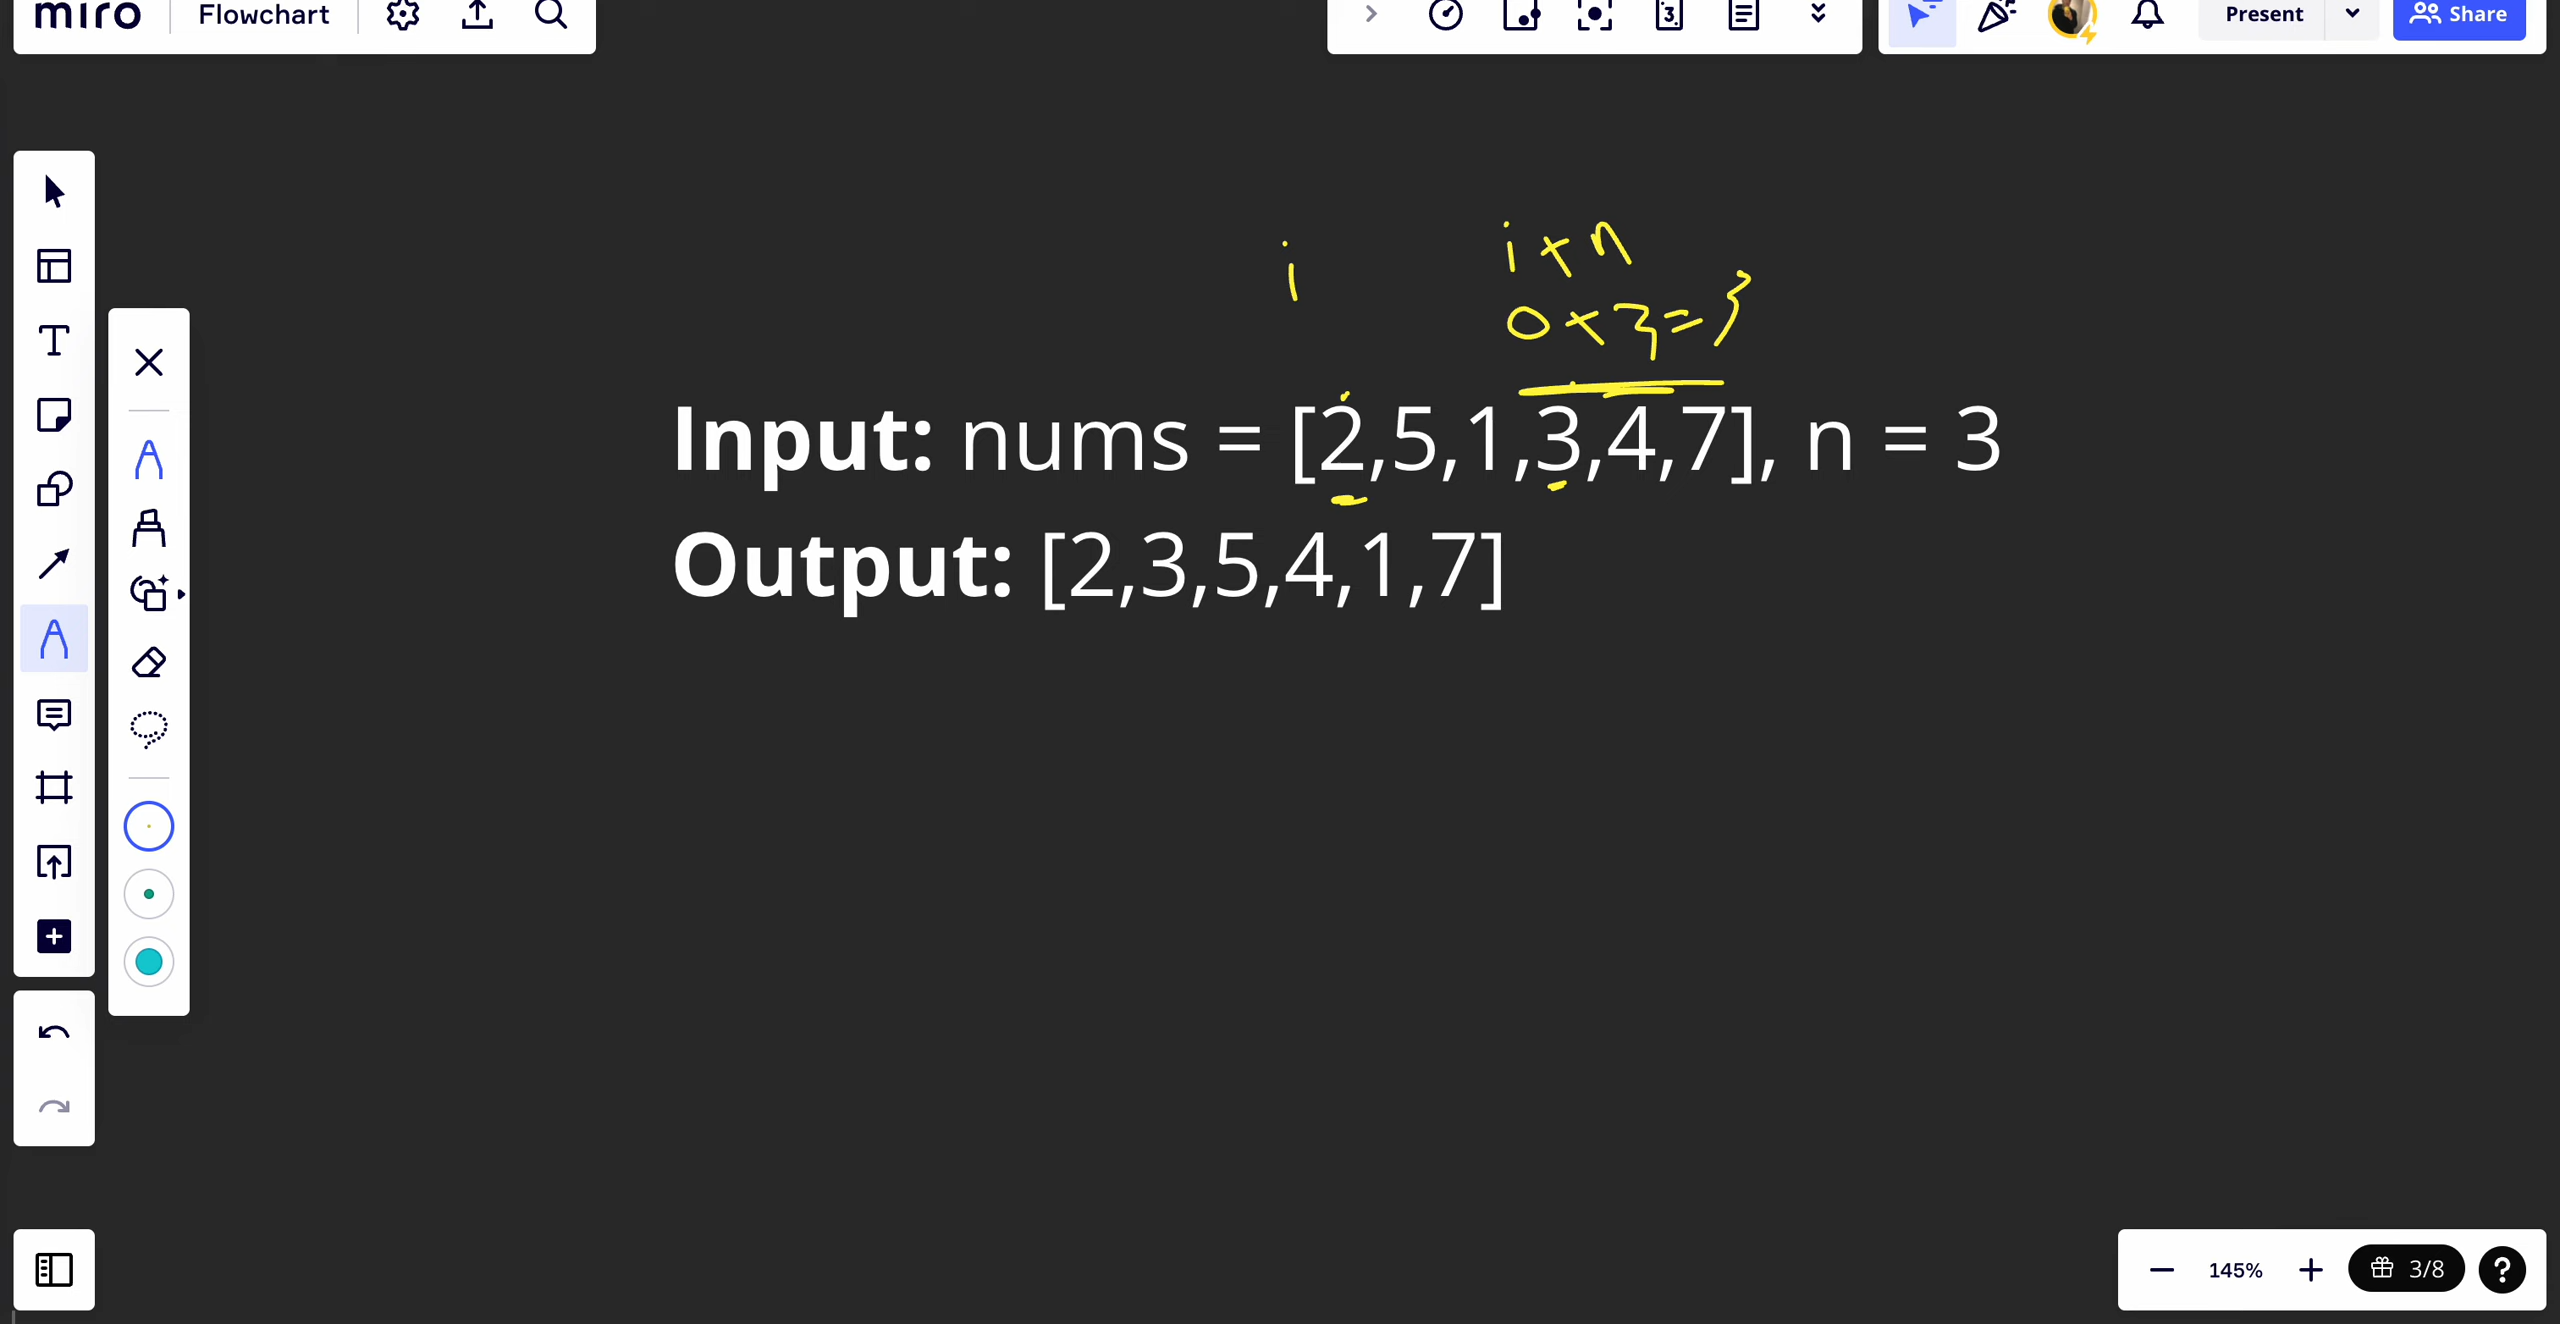 miro
Flowchart
3
Present
Share
i
i + n
0 + 3 = 3
Input: nums = [2,5,1,3,4,7], n = 3
Output: [2,3,5,4,1,7]
T
145%
3/8
?